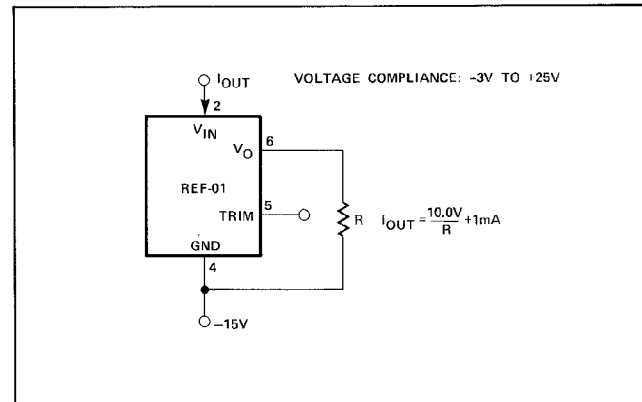 IOUT
VOLTAGE COMPLIANCE: -3V TO +25V
2
VIN
6
VO
REF-01
5
TRIM
R
IOUT = 10.0V/R +1mA
GND
4
-15V